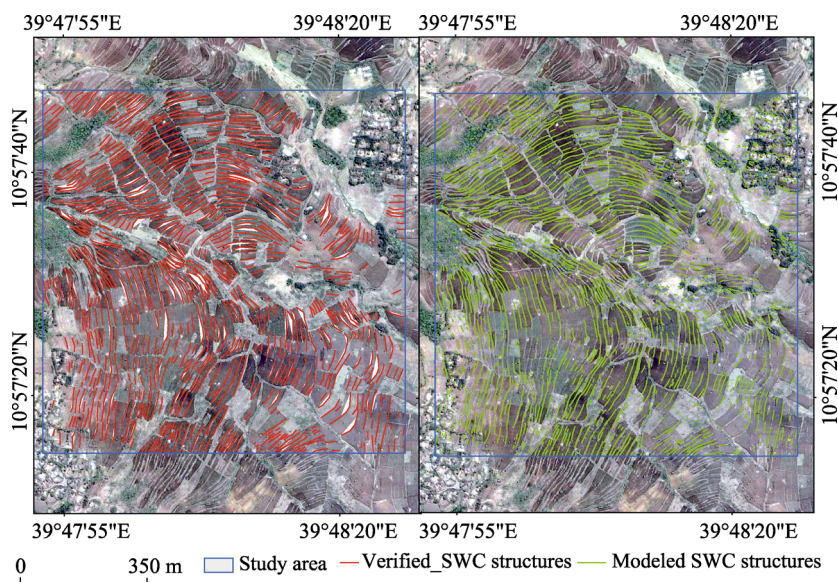 39°47'55"E 39°48'20"E 39°47'55"E 39°48'20"E
10°57'40"N 10°57'40"N
10°57'20"N 10°57'20"N
39°47'55"E 39°48'20"E 39°47'55"E 39°48'20"E
0 350 m Study area Verified_SWC structures Modeled SWC structures